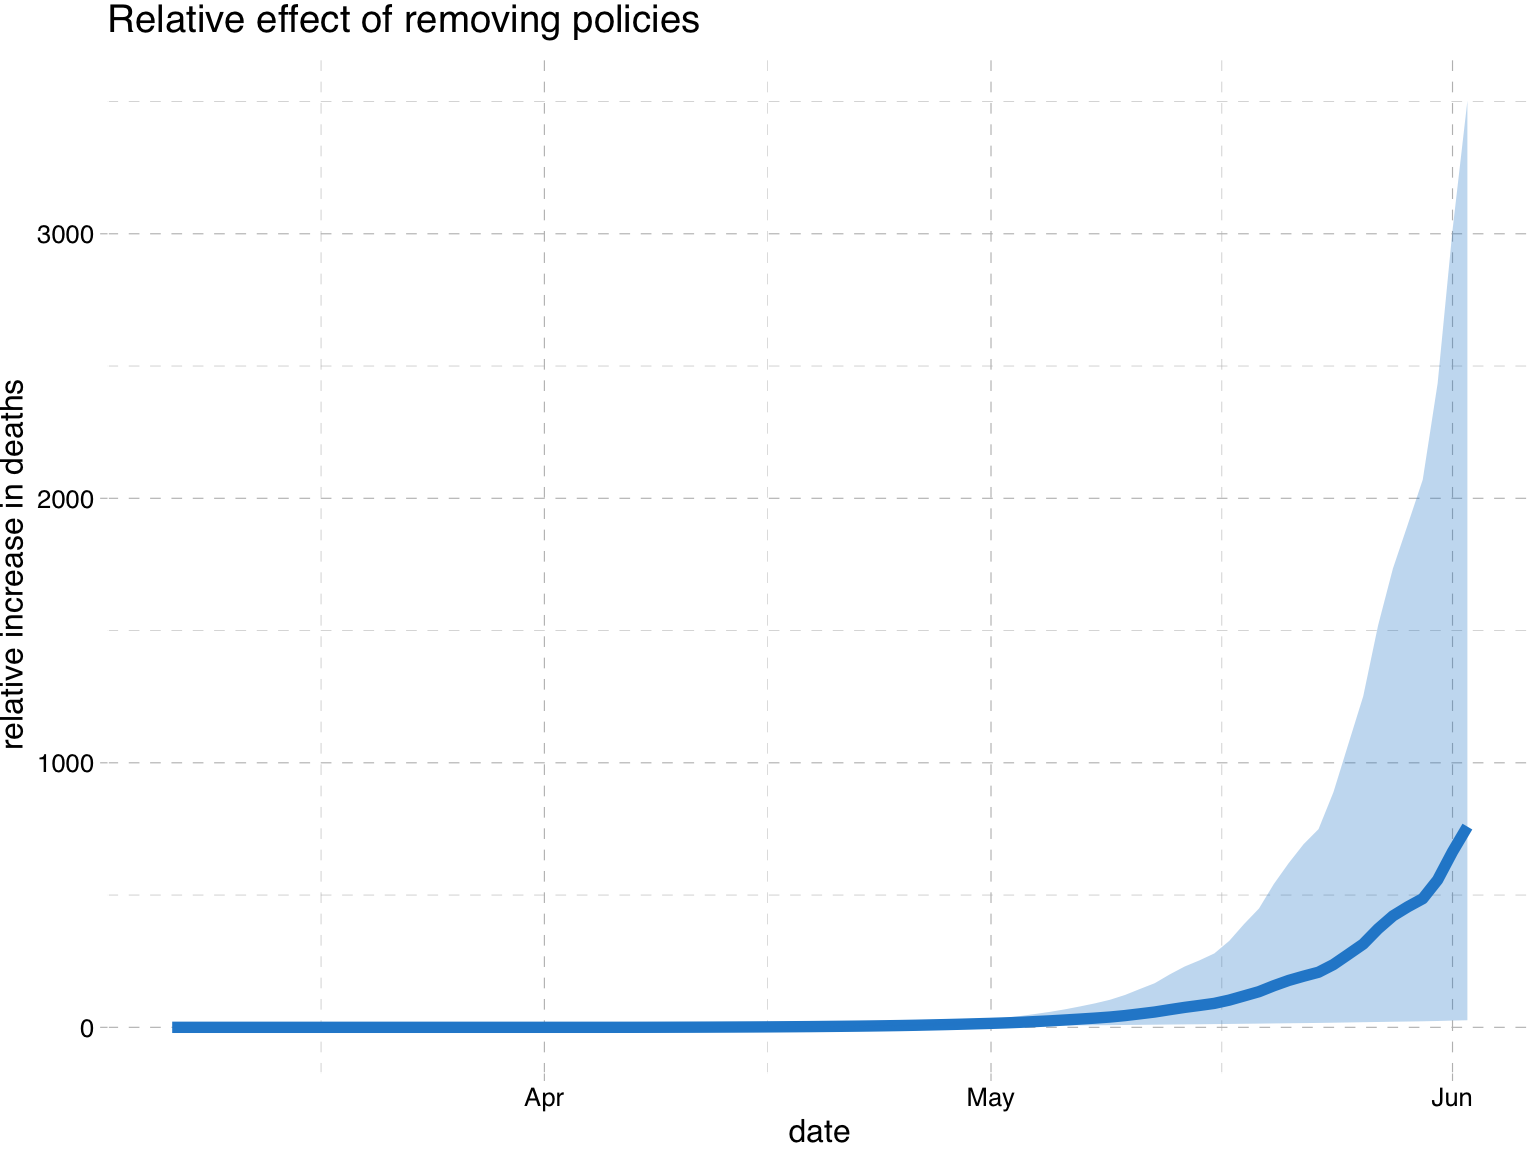 Relative effect of removing policies
relative increase in deaths
3000
2000
1000
0
Apr
May
Jun
date